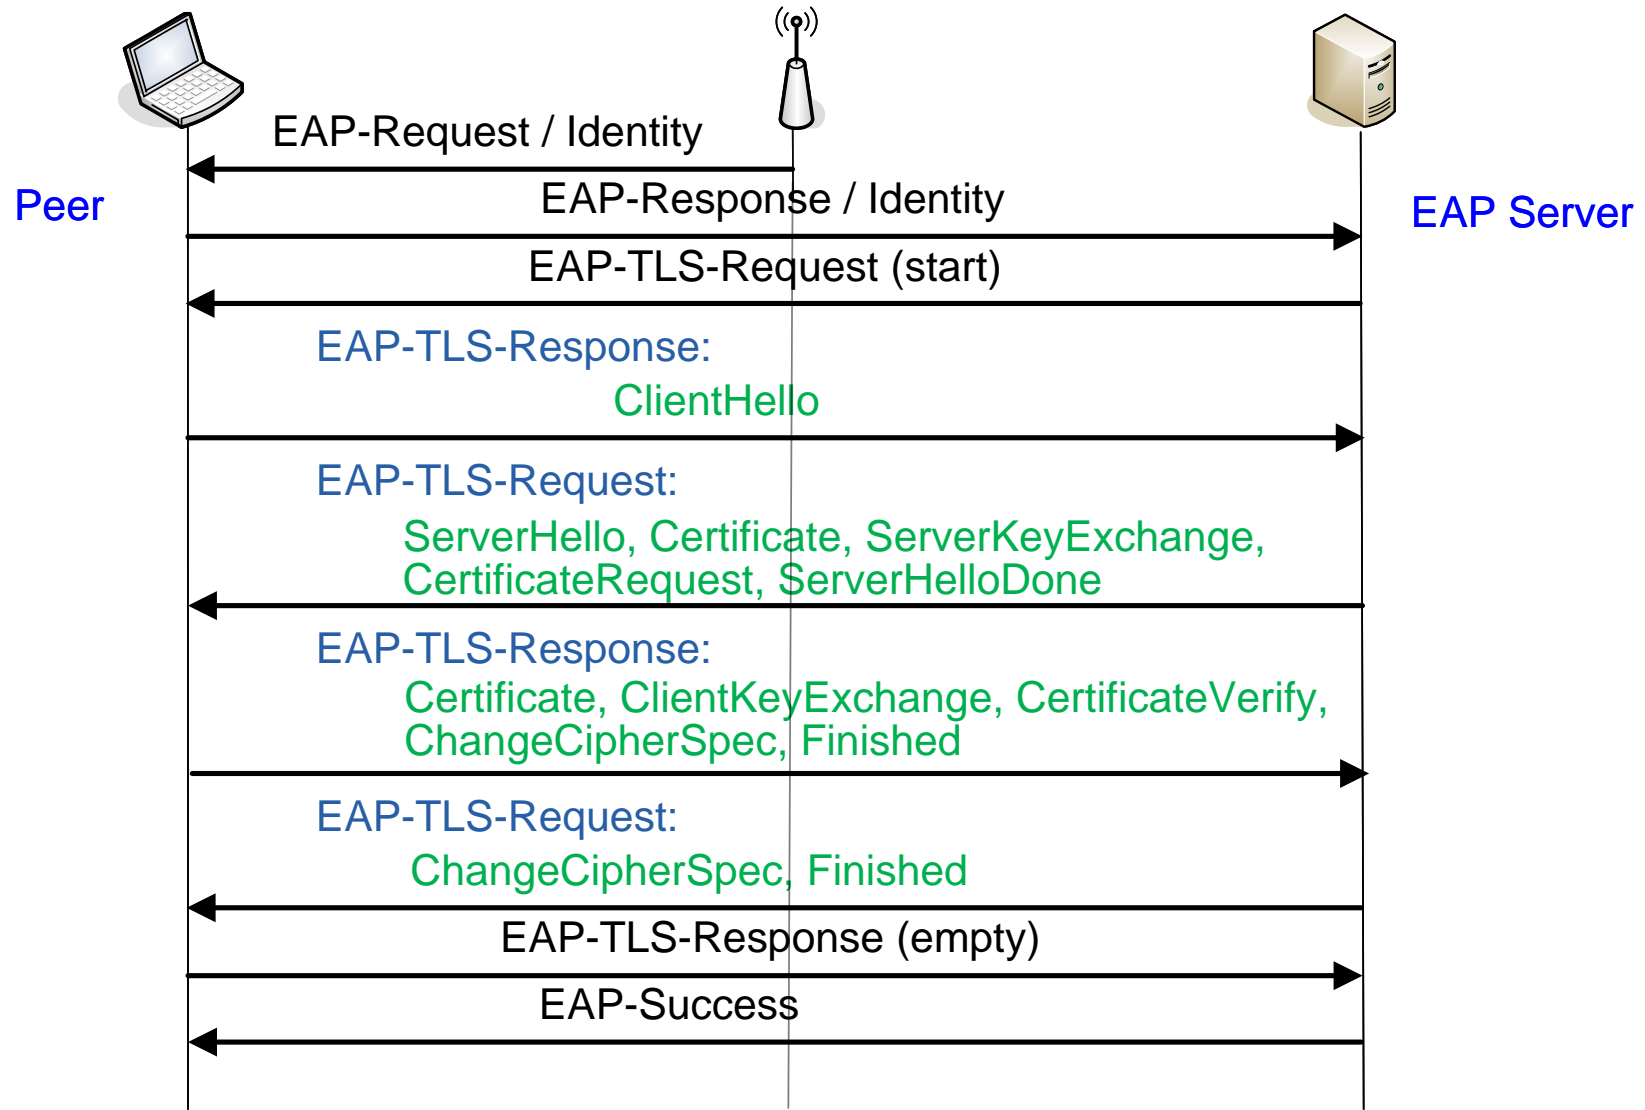 EAP-Request / Identity
Peer
EAP-Response / Identity
EAP Server
EAP-TLS-Request (start)
EAP-TLS-Response:
ClientHello
EAP-TLS-Request:
ServerHello, Certificate, ServerKeyExchange,
CertificateRequest, ServerHelloDone
EAP-TLS-Response:
Certificate, ClientKeyExchange, CertificateVerify,
ChangeCipherSpec, Finished
EAP-TLS-Request:
ChangeCipherSpec, Finished
EAP-TLS-Response (empty)
EAP-Success